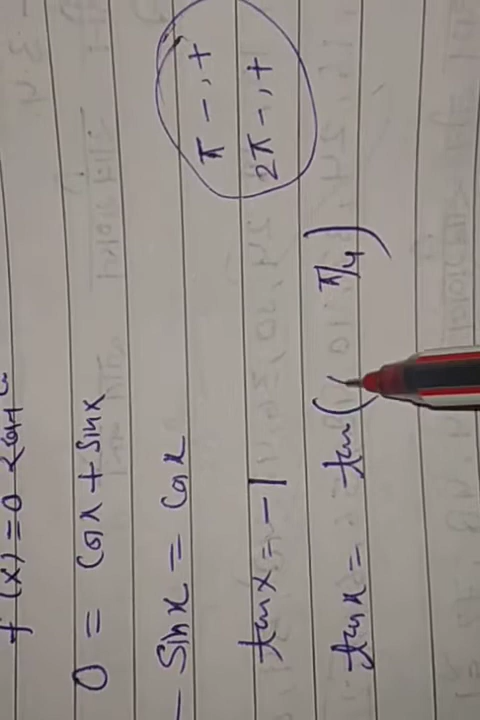 f'(x) = 0
0 = cosx + sinx
- sinx = cosx
π -, +
tanx = -1
2π -, +
tanx = tan( π/4)